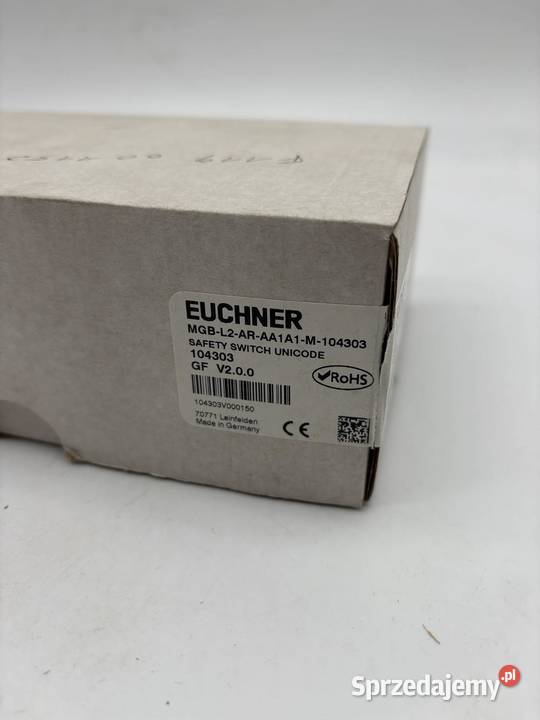 EUCHNER
MGB-L2-AR-AA1A1-M-104303
SAFETY SWITCH UNICODE
104303
GF V2.0.0
RoHS
104303V000150
70771 Leinfelden
Made in Germany
CE
Sprzedajemy.pl